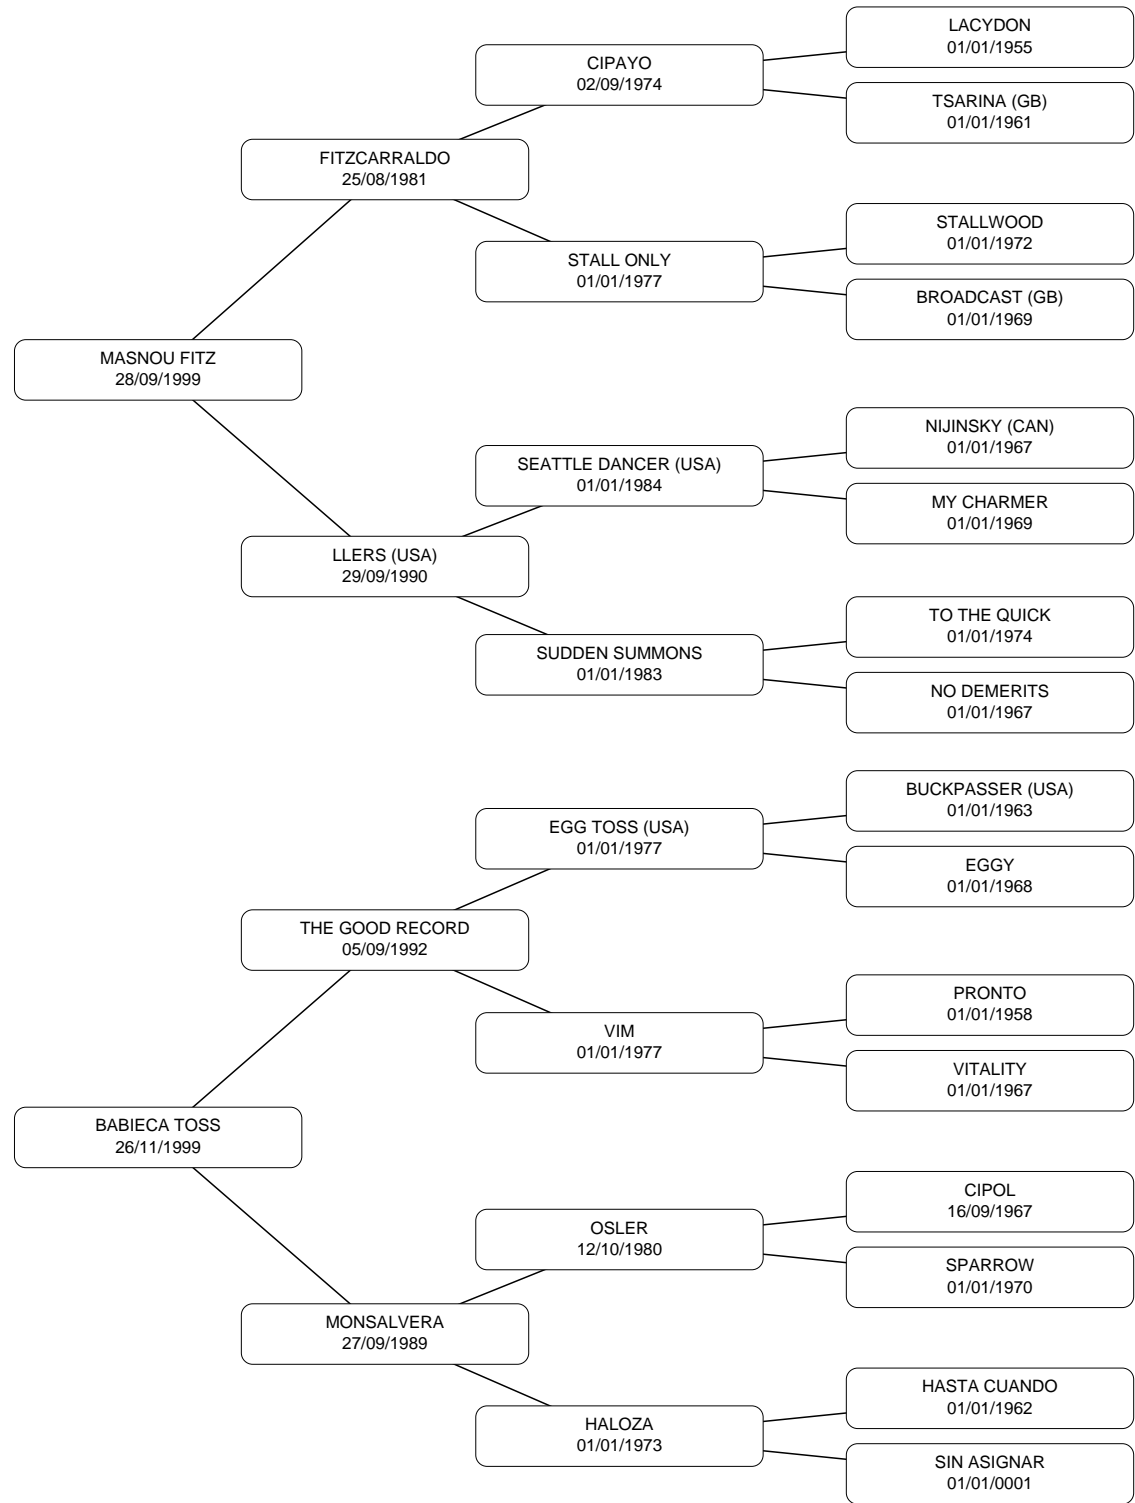 LACYDON
01/01/1955
CIPAYO
02/09/1974
TSARINA (GB)
01/01/1961
FITZCARRALDO
25/08/1981
STALLWOOD
01/01/1972
STALL ONLY
01/01/1977
BROADCAST (GB)
01/01/1969
MASNOU FITZ
28/09/1999
NIJINSKY (CAN)
01/01/1967
SEATTLE DANCER (USA)
01/01/1984
MY CHARMER
01/01/1969
LLERS (USA)
29/09/1990
TO THE QUICK
01/01/1974
SUDDEN SUMMONS
01/01/1983
NO DEMERITS
01/01/1967
BUCKPASSER (USA)
01/01/1963
EGG TOSS (USA)
01/01/1977
EGGY
01/01/1968
THE GOOD RECORD
05/09/1992
PRONTO
01/01/1958
VIM
01/01/1977
VITALITY
01/01/1967
BABIECA TOSS
26/11/1999
CIPOL
16/09/1967
OSLER
12/10/1980
SPARROW
01/01/1970
MONSALVERA
27/09/1989
HASTA CUANDO
01/01/1962
HALOZA
01/01/1973
SIN ASIGNAR
01/01/0001